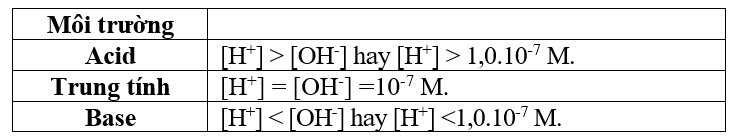 Môi trường
Acid [H⁺] > [OH⁻] hay [H⁺] > 1,0.10⁻⁷ M.
Trung tính [H⁺] = [OH⁻] =10⁻⁷ M.
Base [H⁺] < [OH⁻] hay [H⁺] <1,0.10⁻⁷ M.